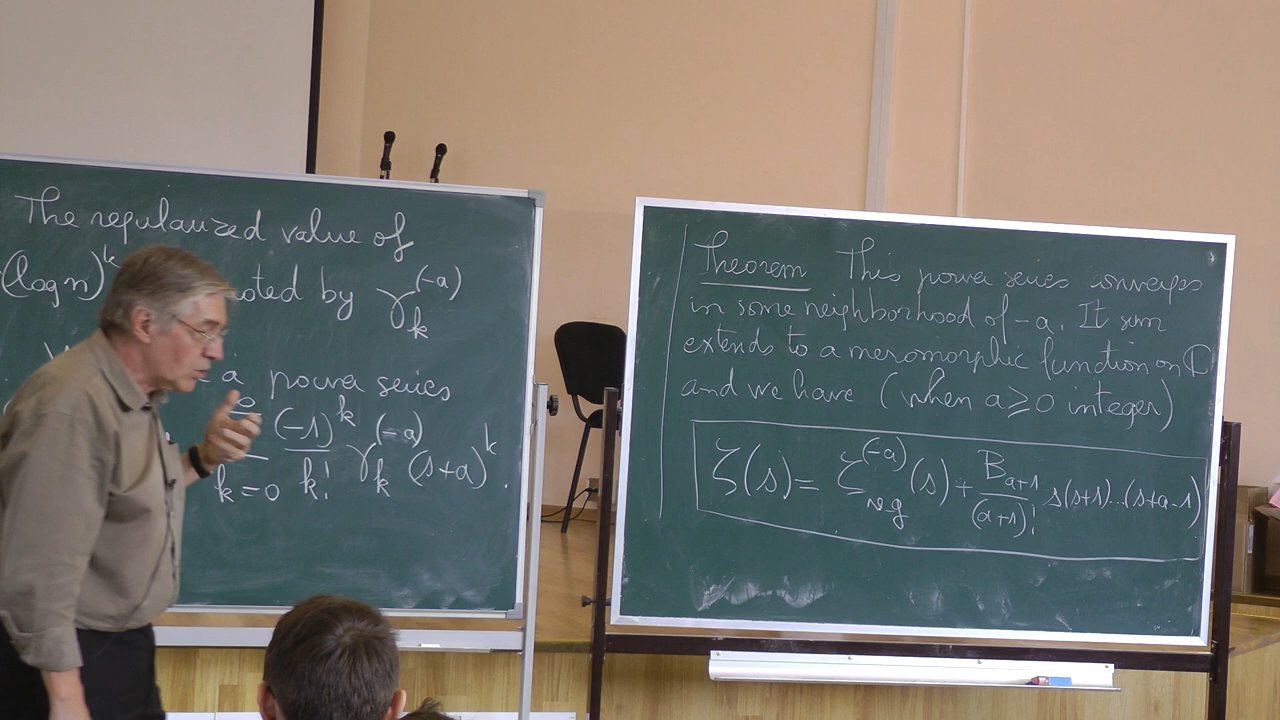 The regularized value of
(log n)^k oted by γ_k^(-a)
a power series
k=0 (-1)^k / k! γ_k^(-a) (s+a)^k.
Theorem This power series converges
in some neighborhood of -a. It sum
extends to a meromorphic function on ℂ
and we have (when a≥0 integer)
ζ(s) = ζ_reg^(-a) (s) + B_{a+1} / (a+1)! s(s+1)...(s+a-1)